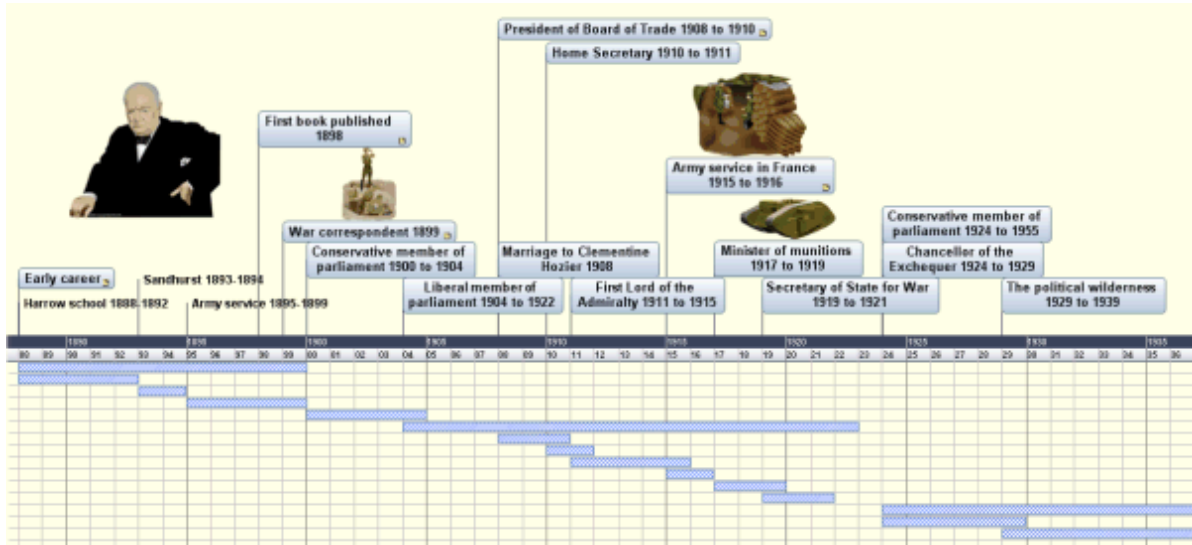 President of Board of Trade 1908 to 1910
Home Secretary 1910 to 1911
First book published
1898
Army service in France
1915 to 1916
War correspondent 1899
Conservative member of
parliament 1924 to 1955
Conservative member of
parliament 1900 to 1904
Marriage to Clementine
Hozier 1908
Minister of munitions
1917 to 1919
Chancellor of the
Exchequer 1924 to 1929
Early career
Sandhurst 1893-1894
Harrow school 1888-1892
Army service 1895-1899
Liberal member of
parliament 1904 to 1922
First Lord of the
Admiralty 1911 to 1915
Secretary of State for War
1919 to 1921
The political wilderness
1929 to 1939
1890 1895 1900 1905 1910 1915 1920 1925 1930 1935
88 89 90 91 92 93 94 95 96 97 98 99 00 01 02 03 04 05 06 07 08 09 10 11 12 13 14 15 16 17 18 19 20 21 22 23 24 25 26 27 28 29 30 31 32 33 34 35 36